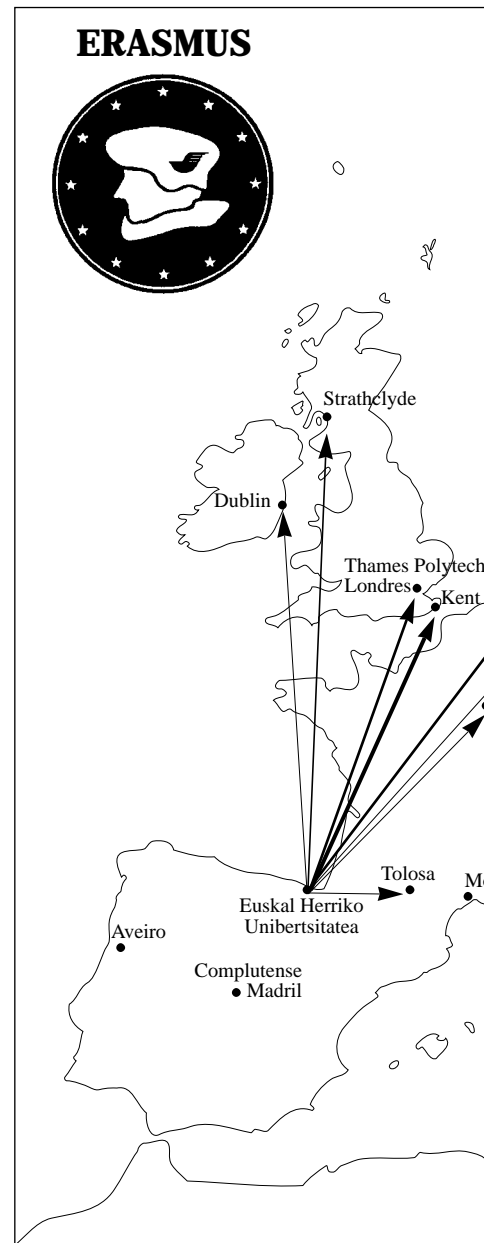 ERASMUS
Strathclyde
Dublin
Thames Polytech
Londres
Kent
Tolosa
Euskal Herriko
Unibertsitatea
Aveiro
Complutense
Madril